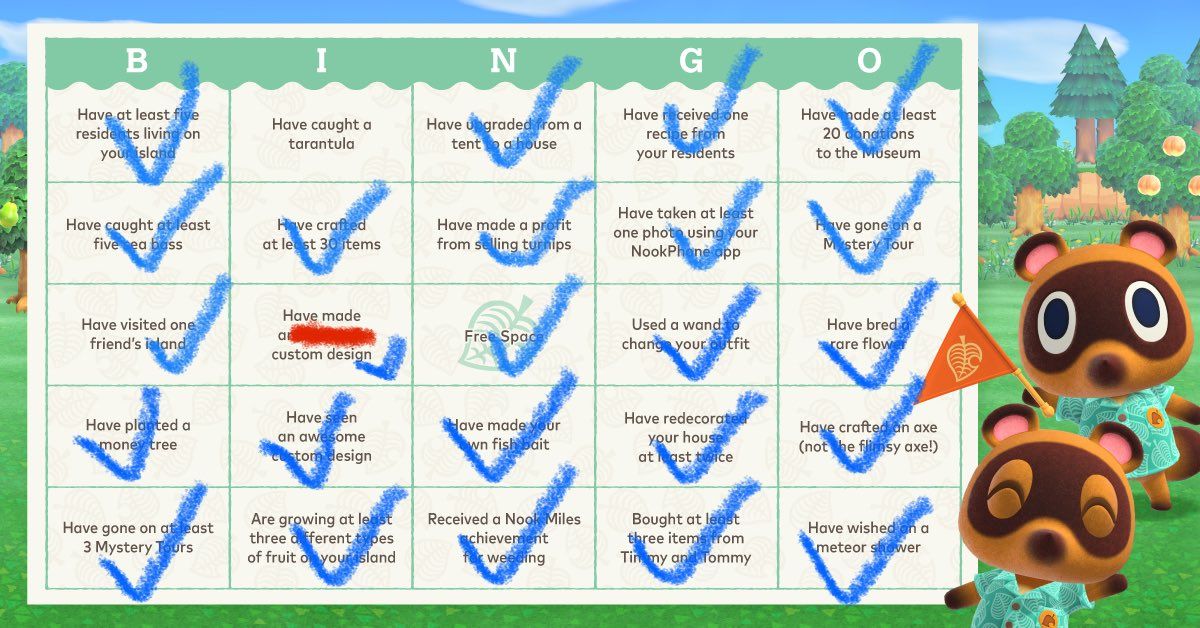 B I N G O
Have at least five
residents living on
your island
Have caught a
tarantula
Have upgraded from a
tent to a house
Have received one
recipe from
your residents
Have made at least
20 donations
to the Museum
Have caught at least
five sea bass
Have crafted
at least 30 items
Have made a profit
from selling turnips
Have taken at least
one photo using your
NookPhone app
Have gone on a
Mystery Tour
Have visited one
friend's island
Have made
custom design
Free Space
Used a wand to
change your outfit
Have bred a
rare flower
Have planted a
money tree
Have seen
an awesome
custom design
Have made your
own fish bait
Have redecorated
your house
at least twice
Have crafted an axe
(not the flimsy axe!)
Have gone on at least
3 Mystery Tours
Are growing at least
three different types
of fruit on your island
Received a Nook Miles
achievement
for weeding
Bought at least
three items from
Timmy and Tommy
Have wished on a
meteor shower